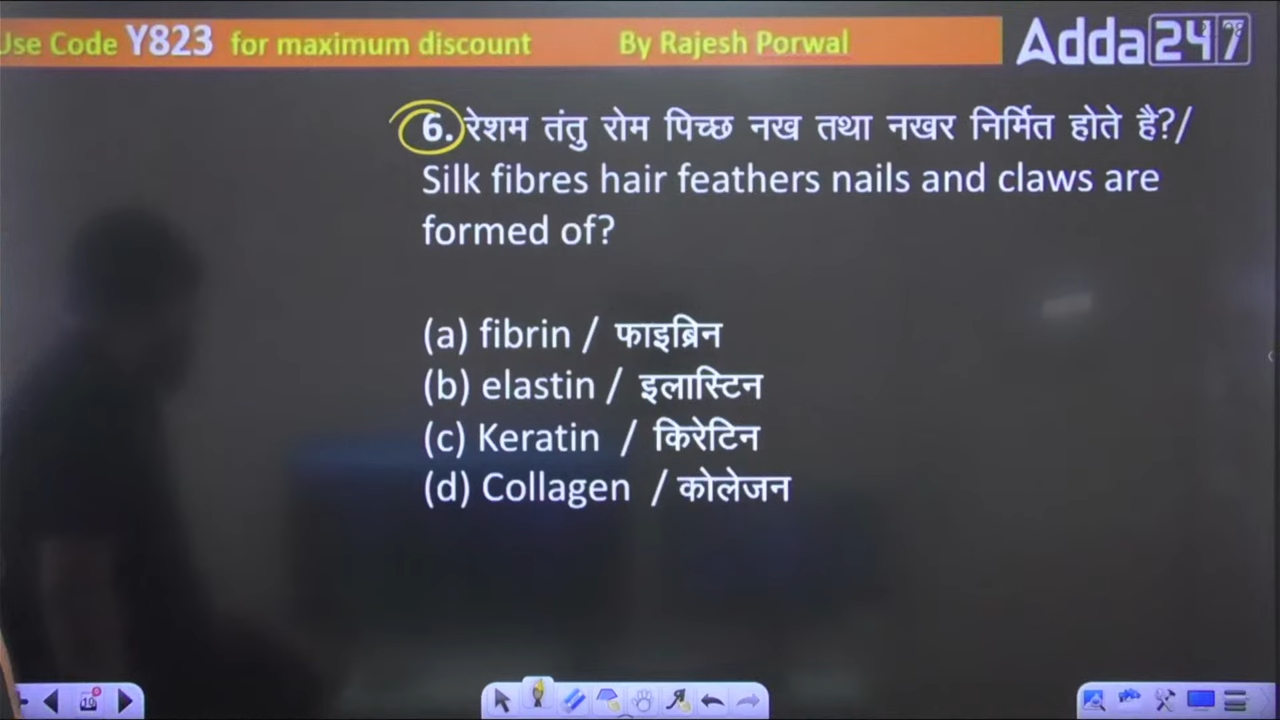 Use Code Y823 for maximum discount By Rajesh Porwal
Adda247
6. रेशम तंतु रोम पिच्छ नख तथा नखर निर्मित होते है?/
Silk fibres hair feathers nails and claws are
formed of?
(a) fibrin / फाइब्रिन
(b) elastin / इलास्टिन
(c) Keratin / किरेटिन
(d) Collagen / कोलेजन
10